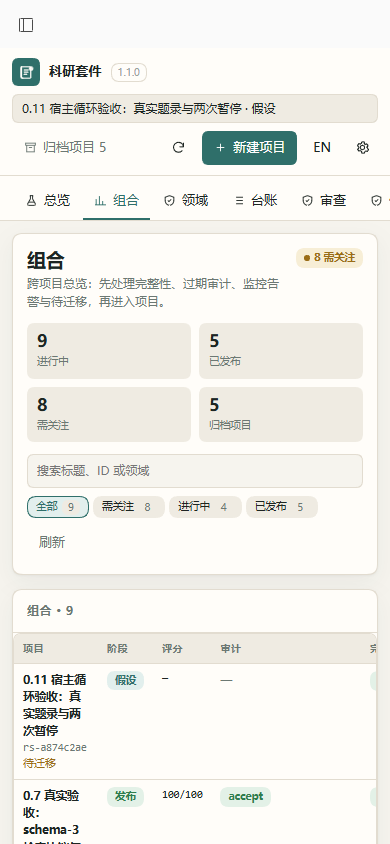 科研套件 1.1.0
0.11 宿主循环验收：真实题录与两次暂停 · 假设
归档项目 5
新建项目
EN
总览 组合 领域 台账 审查
组合
8 需关注
跨项目总览：先处理完整性、过期审计、监控告
警与待迁移，再进入项目。
9
进行中
5
已发布
8
需关注
5
归档项目
搜索标题、ID 或领域
全部 9 需关注 8 进行中 4 已发布 5
刷新
组合 • 9
项目 阶段 评分 审计
0.11 宿主循
环验收：真
实题录与两
次暂停
rs-a874c2ae
待迁移
假设 — —
0.7 真实验
收：
schema-3
发布 100/100 accept